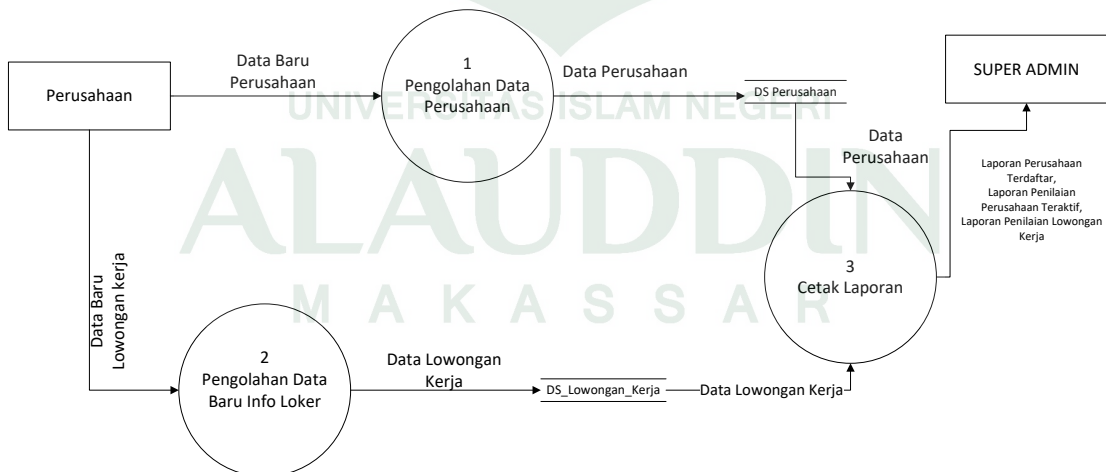 Perusahaan
Data Baru
Perusahaan
1
Pengolahan Data
Perusahaan
Data Perusahaan
DS Perusahaan
SUPER ADMIN
Data
Perusahaan
Laporan Perusahaan
Terdaftar,
Laporan Penilaian
Perusahaan Teraktif,
Laporan Penilaian Lowongan
Kerja
UNIVERSITAS ISLAM NEGERI
ALAUDDIN
MAKASSAR
3
Cetak Laporan
Data Baru
Lowongan kerja
2
Pengolahan Data
Baru Info Loker
Data Lowongan
Kerja
DS_Lowongan_Kerja
Data Lowongan Kerja